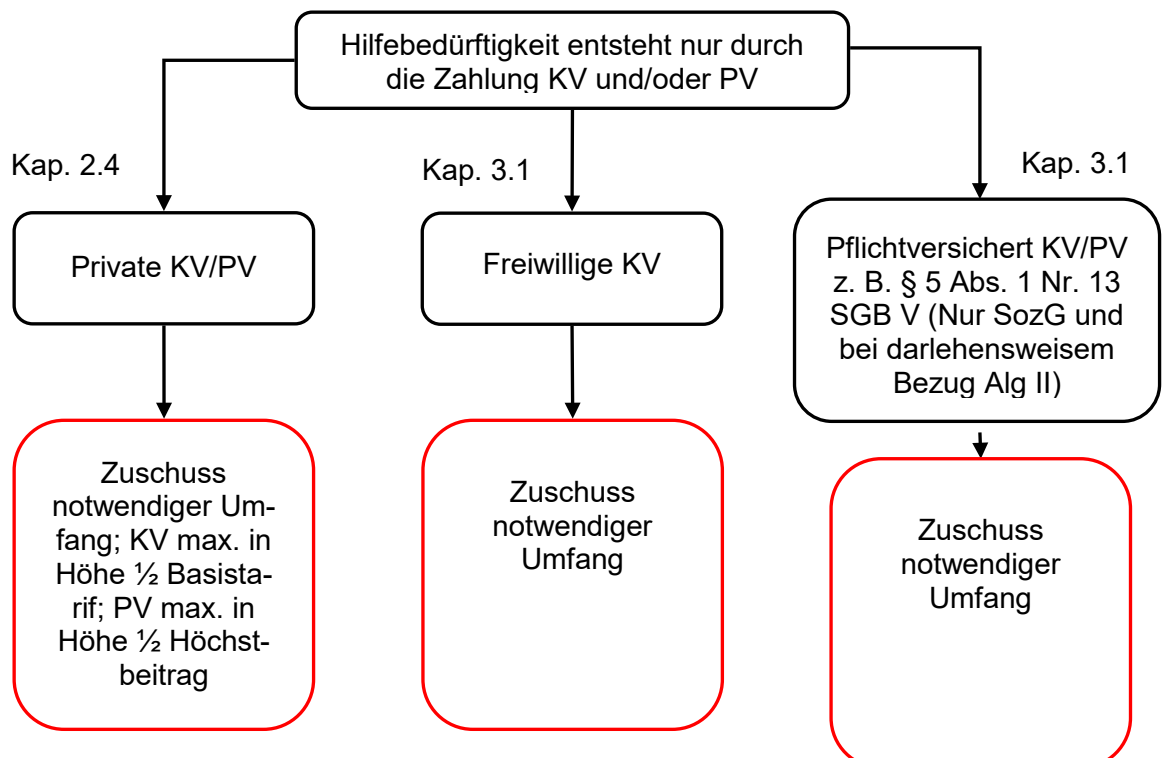 Hilfebedürftigkeit entsteht nur durch
die Zahlung KV und/oder PV
Kap. 2.4
Kap. 3.1
Kap. 3.1
Private KV/PV
Freiwillige KV
Pflichtversichert KV/PV
z. B. § 5 Abs. 1 Nr. 13
SGB V (Nur SozG und
bei darlehensweisem
Bezug Alg II)
Zuschuss
notwendiger Um-
fang; KV max. in
Höhe ½ Basista-
rif; PV max. in
Höhe ½ Höchst-
beitrag
Zuschuss
notwendiger
Umfang
Zuschuss
notwendiger
Umfang